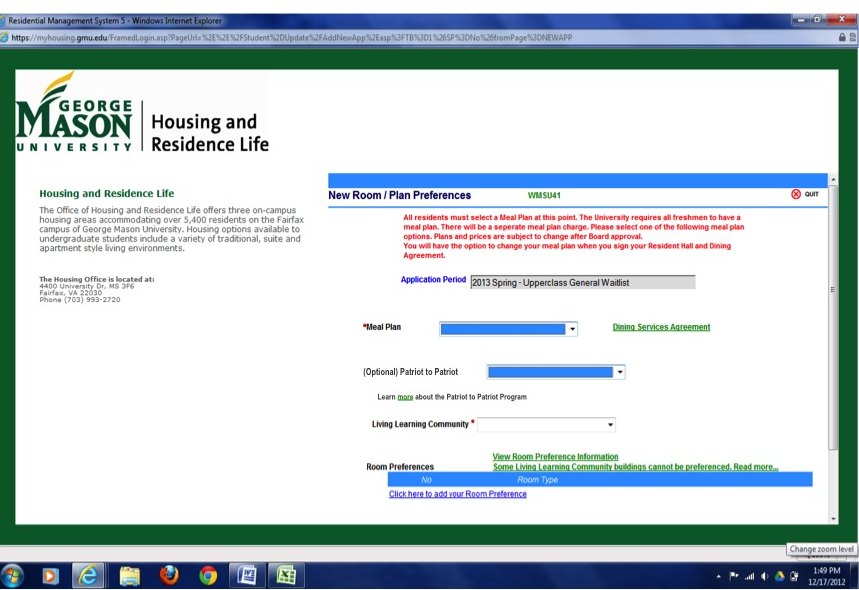 Residential Management System 5 - Windows Internet Explorer
https://myhousing.gmu.edu/FramedLogin.asp?PageUrl=%2E%2E%2FStudent%2DUpdate%2FAddNewApp%2Easp%3FTB%3D1%26SP%3DNo%26fromPage%3DNEWAPP
GEORGE
MASON
UNIVERSITY
Housing and
Residence Life
Housing and Residence Life
The Office of Housing and Residence Life offers three on-campus
housing areas accommodating over 5,400 residents on the Fairfax
campus of George Mason University. Housing options available to
undergraduate students include a variety of traditional, suite and
apartment style living environments.
The Housing Office is located at:
4400 University Dr, MS 3F6
Fairfax, VA 22030
Phone (703) 993-2720
New Room / Plan Preferences WMSU41 QUIT
All residents must select a Meal Plan at this point. The University requires all freshmen to have a
meal plan. There will be a seperate meal plan charge. Please select one of the following meal plan
options. Plans and prices are subject to change after Board approval.
You will have the option to change your meal plan when you sign your Resident Hall and Dining
Agreement.
Application Period 2013 Spring - Upperclass General Waitlist
*Meal Plan Dining Services Agreement
(Optional) Patriot to Patriot
Learn more about the Patriot to Patriot Program
Living Learning Community *
View Room Preference Information
Room Preferences Some Living Learning Community buildings cannot be preferenced. Read more...
No Room Type
Click here to add your Room Preference
Change zoom level
1:49 PM
12/17/2012